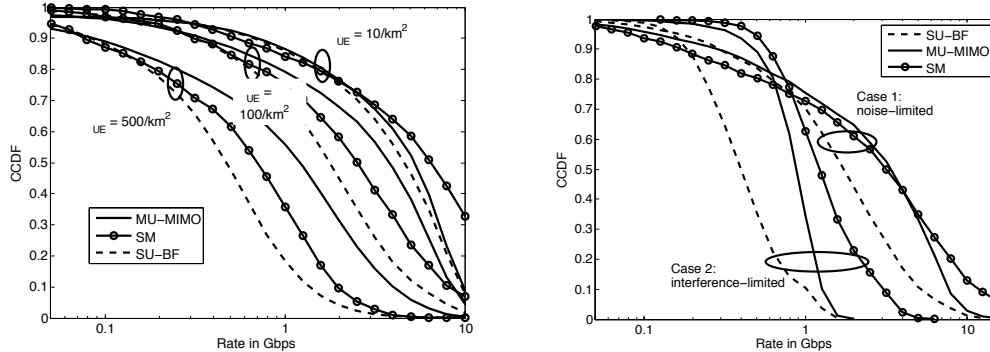 1
0.9
0.8
0.7
0.6
0.5
0.4
0.3
0.2
0.1
0
CCDF
UE = 10/km²
UE = 100/km²
UE = 500/km²
MU−MIMO
SM
SU−BF
0.1
1
10
Rate in Gbps
1
0.9
0.8
0.7
0.6
0.5
0.4
0.3
0.2
0.1
0
CCDF
SU−BF
MU−MIMO
SM
Case 1:
noise−limited
Case 2:
interference−limited
0.1
1
10
Rate in Gbps